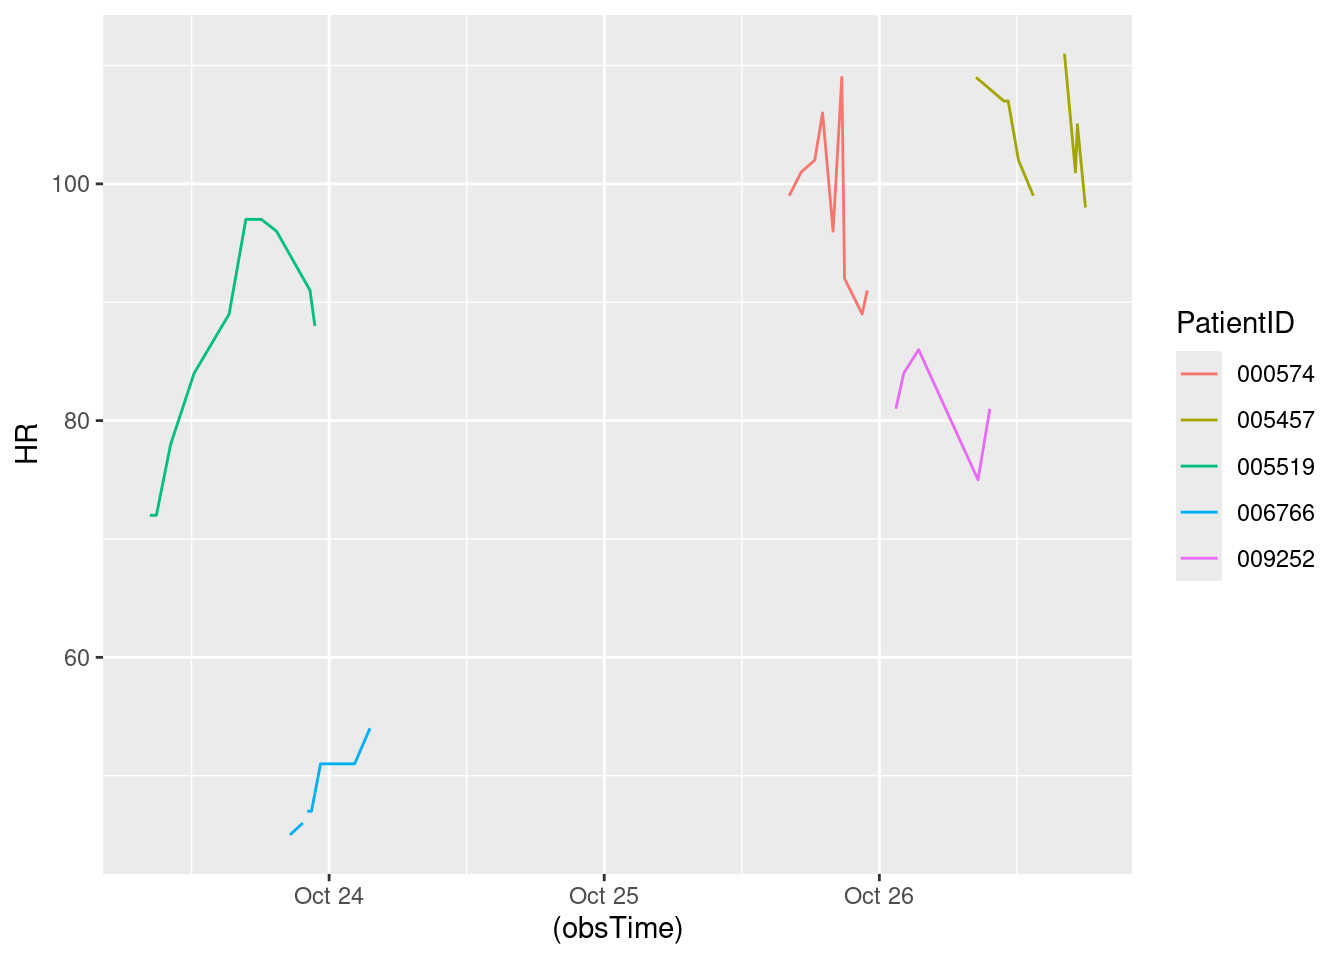 100
80
60
HR
Oct 24
Oct 25
Oct 26
(obsTime)
PatientID
000574
005457
005519
006766
009252